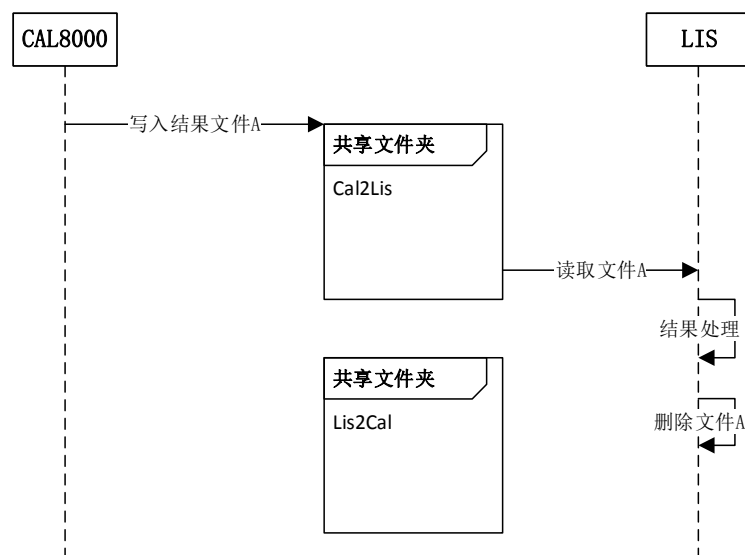 CAL8000
LIS
写入结果文件A
共享文件夹
Cal2Lis
读取文件A
结果处理
共享文件夹
Lis2Cal
删除文件A